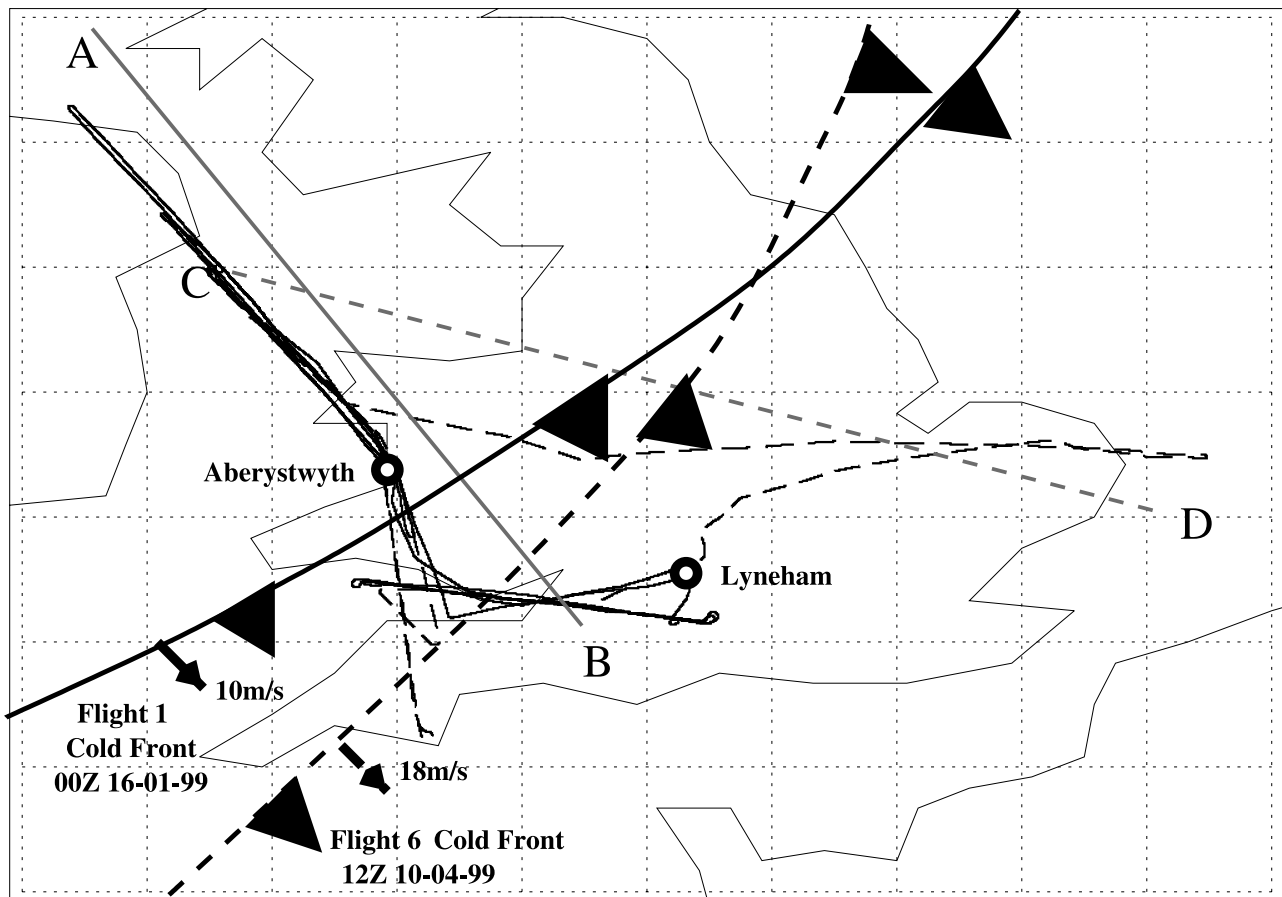 A
C
Aberystwyth
D
Lyneham
B
10m/s
Flight 1
Cold Front
00Z 16-01-99
18m/s
Flight 6 Cold Front
12Z 10-04-99